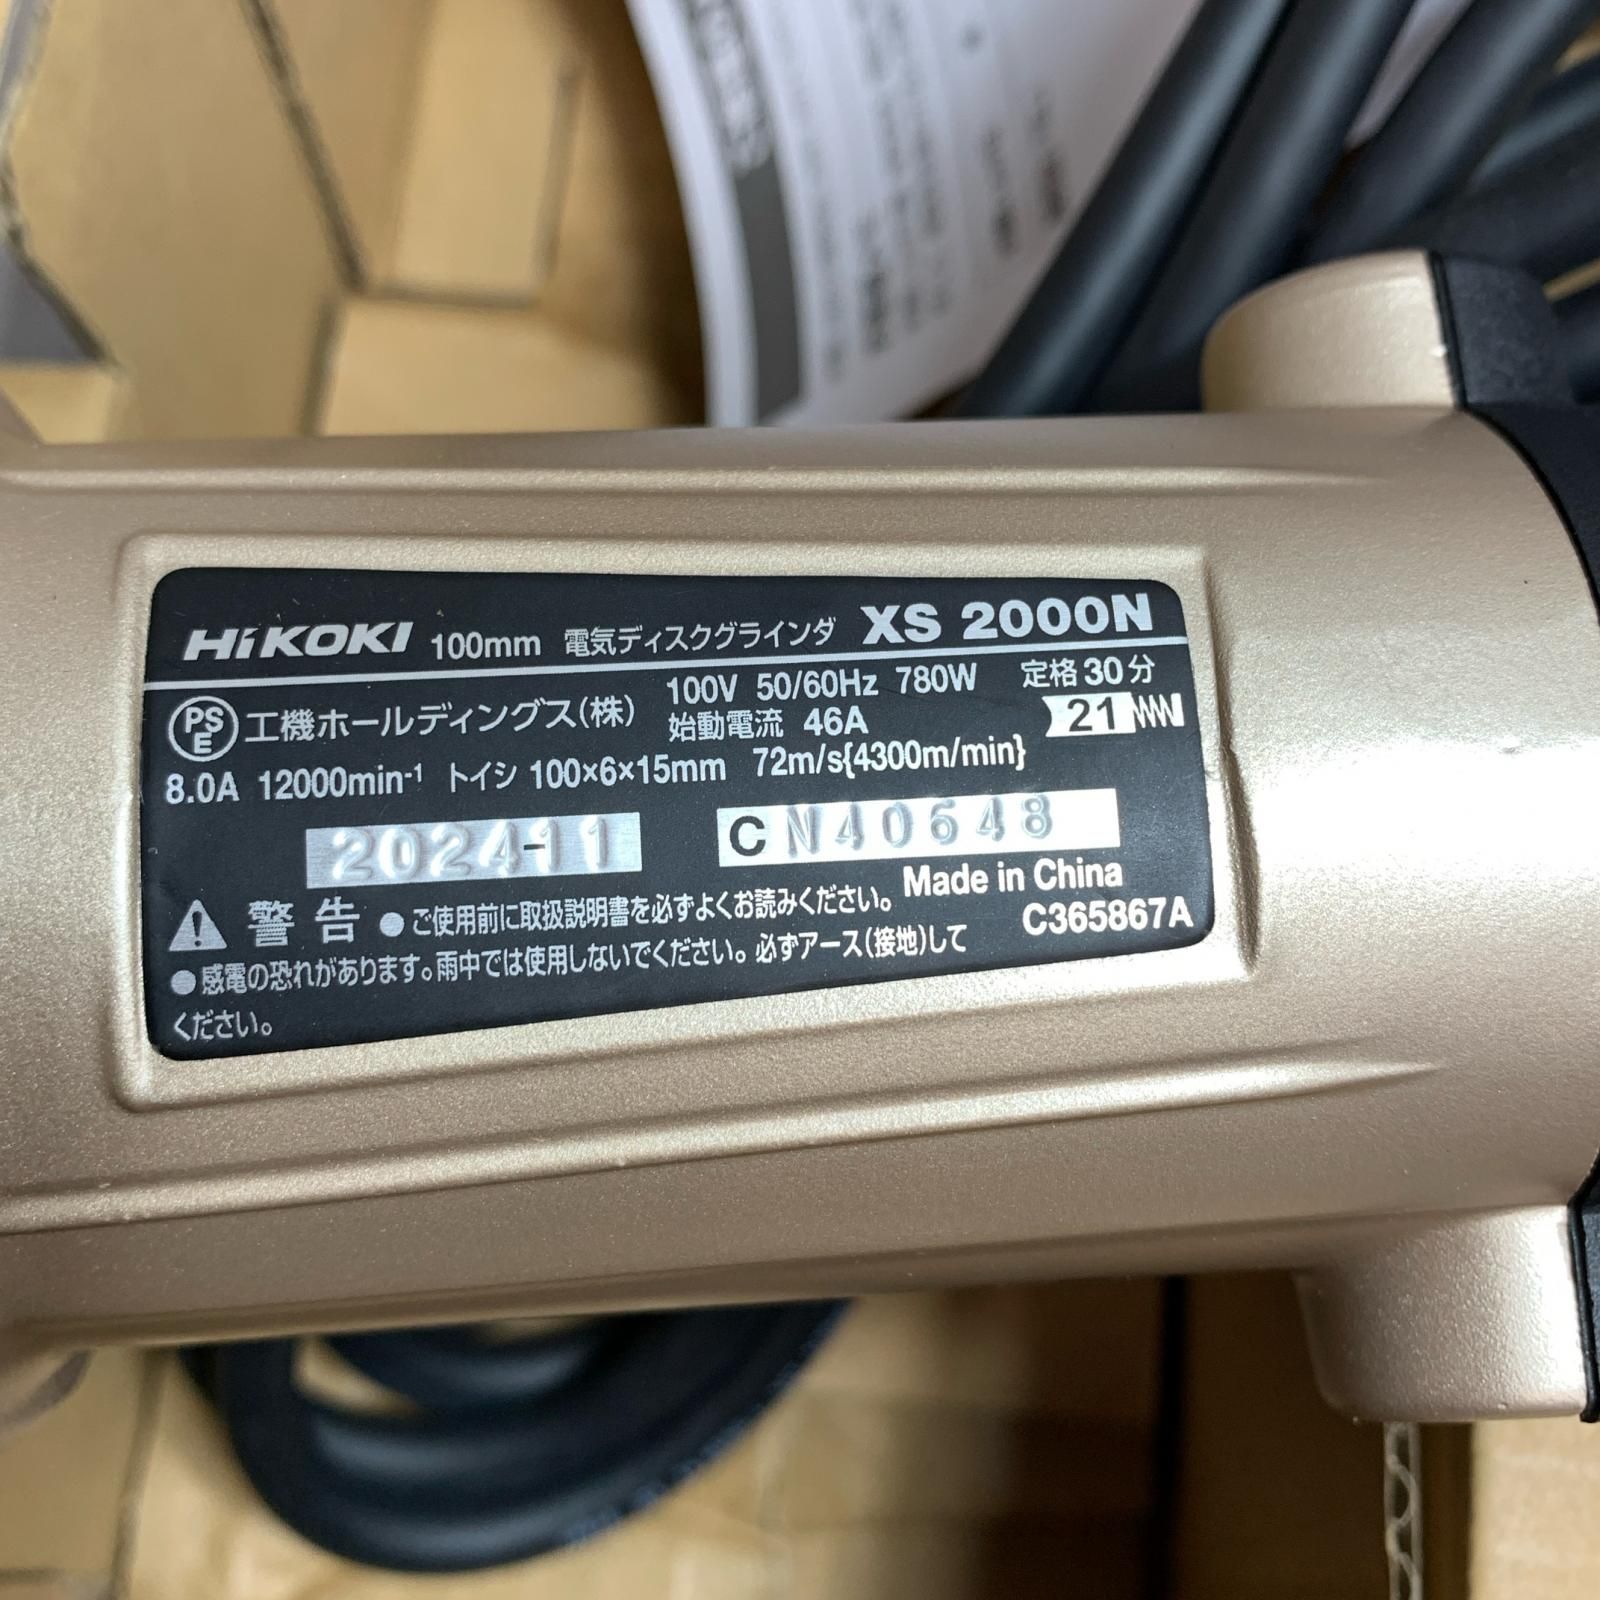 HiKOKI 100mm 電気ディスクグラインダ XS 2000N
PSE 工機ホールディングス(株) 100V 50/60Hz 780W 定格30分
始動電流 46A 21
8.0A 12000min-1 トイシ 100×6×15mm 72m/s{4300m/min}
2024-11 CN40648
Made in China
警告 ●ご使用前に取扱説明書を必ずよくお読みください。 C365867A
●感電の恐れがあります。雨中では使用しないでください。必ずアース(接地)して
ください。